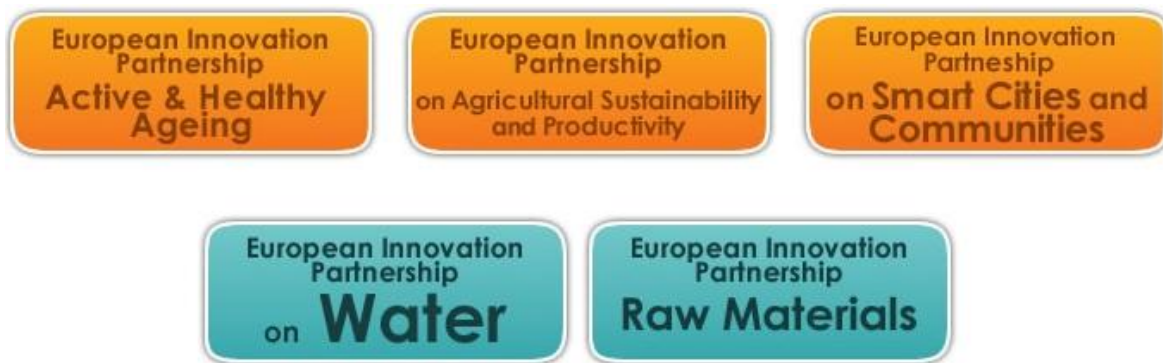 European Innovation
Partnership
Active & Healthy
Ageing
European Innovation
Partnership
on Agricultural Sustainability
and Productivity
European Innovation
Partneship
on Smart Cities and
Communities
European Innovation
Partnership
on Water
European Innovation
Partnership
Raw Materials